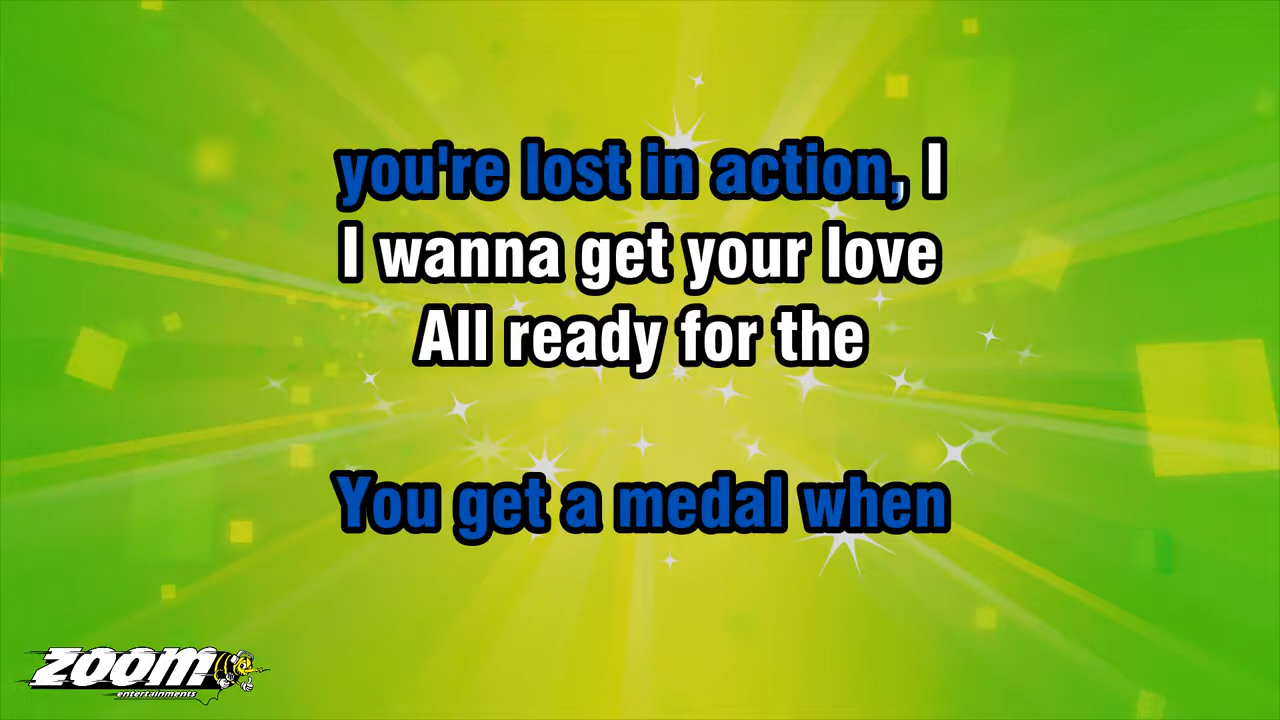 you're lost in action, I
I wanna get your love
All ready for the
You get a medal when
ZOOM
entertainments